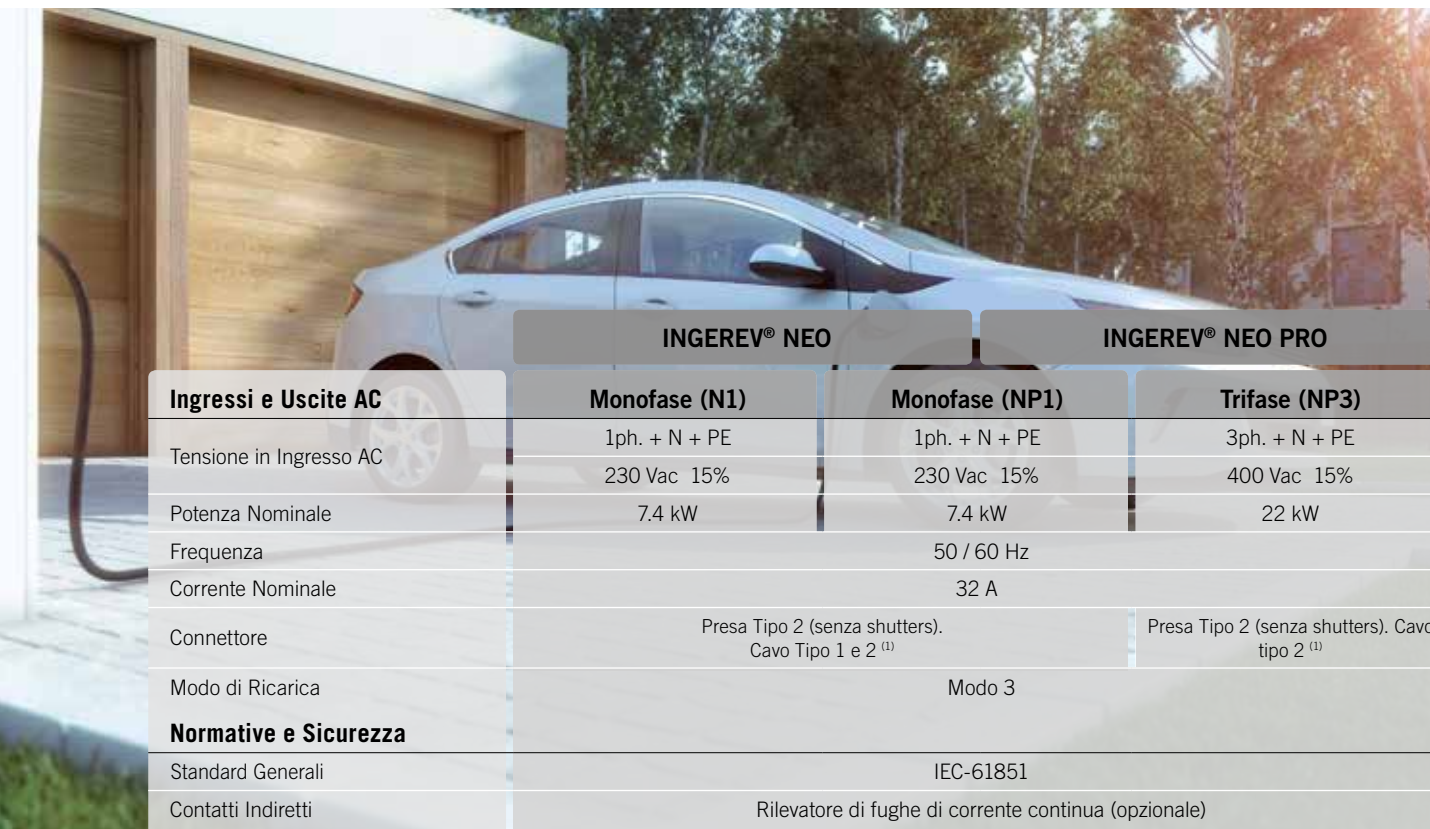 INGEREV® NEO INGEREV® NEO PRO
Ingressi e Uscite AC Monofase (N1) Monofase (NP1) Trifase (NP3)
Tensione in Ingresso AC 1ph. + N + PE 1ph. + N + PE 3ph. + N + PE
230 Vac 15% 230 Vac 15% 400 Vac 15%
Potenza Nominale 7.4 kW 7.4 kW 22 kW
Frequenza 50 / 60 Hz
Corrente Nominale 32 A
Connettore Presa Tipo 2 (senza shutters). Presa Tipo 2 (senza shutters). Cavo
Cavo Tipo 1 e 2 (1) tipo 2 (1)
Modo di Ricarica Modo 3
Normative e Sicurezza
Standard Generali IEC-61851
Contatti Indiretti Rilevatore di fughe di corrente continua (opzionale)